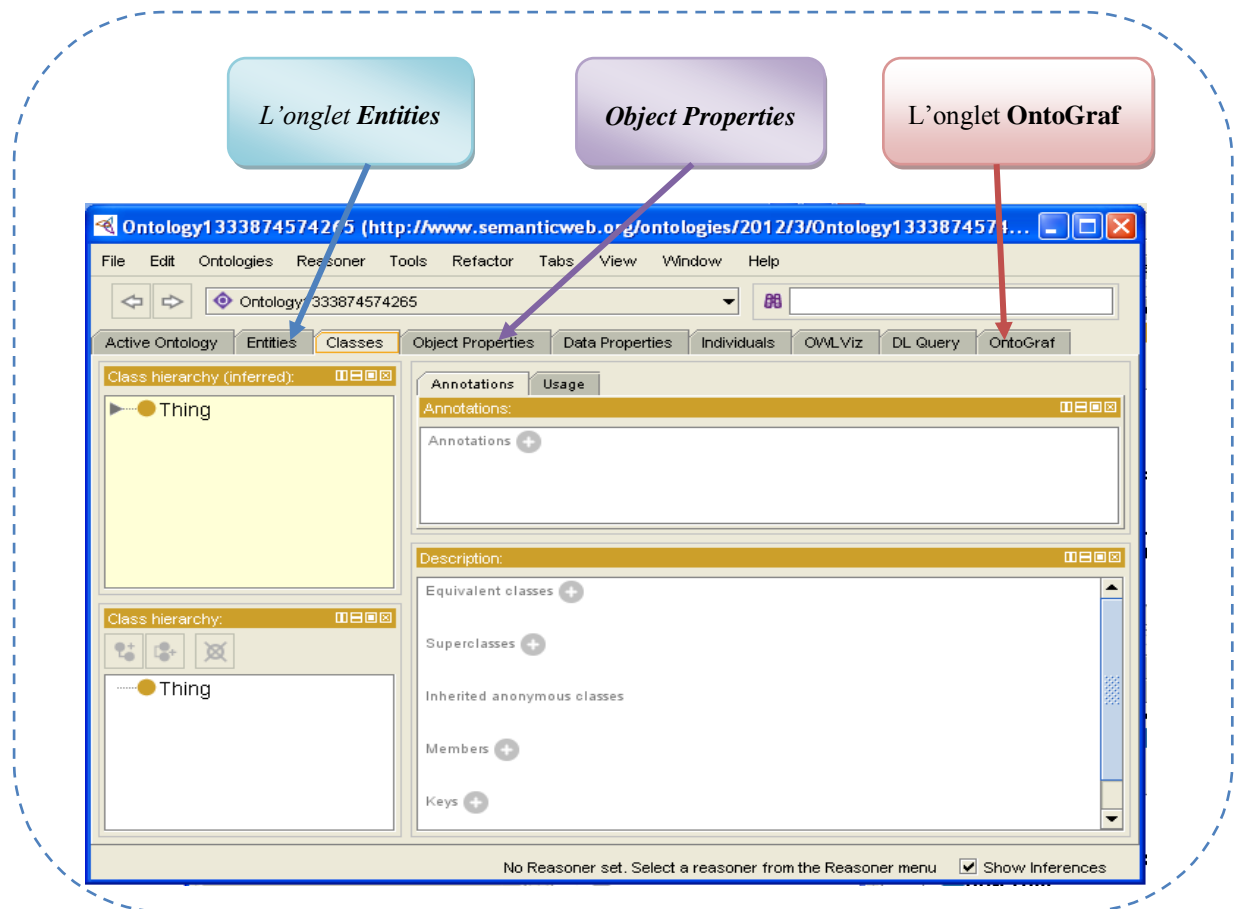 L'onglet Entities
Object Properties
L'onglet OntoGraf
Ontology1333874574265 (http://www.semanticweb.org/ontologies/2012/3/Ontology1333874574...
File Edit Ontologies Reasoner Tools Refactor Tabs View Window Help
Ontology1333874574265
Active Ontology Entities Classes Object Properties Data Properties Individuals OWLViz DL Query OntoGraf
Class hierarchy (inferred):
Thing
Class hierarchy:
Thing
Annotations Usage
Annotations:
Annotations
Description:
Equivalent classes
Superclasses
Inherited anonymous classes
Members
Keys
No Reasoner set. Select a reasoner from the Reasoner menu Show Inferences